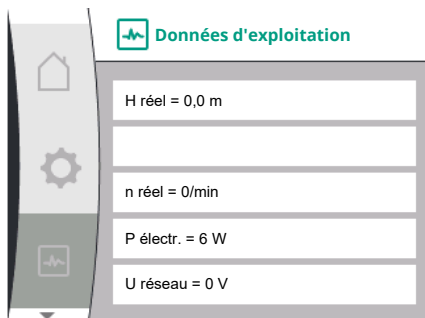 Données d'exploitation
H réel = 0,0 m
n réel = 0/min
P électr. = 6 W
U réseau = 0 V